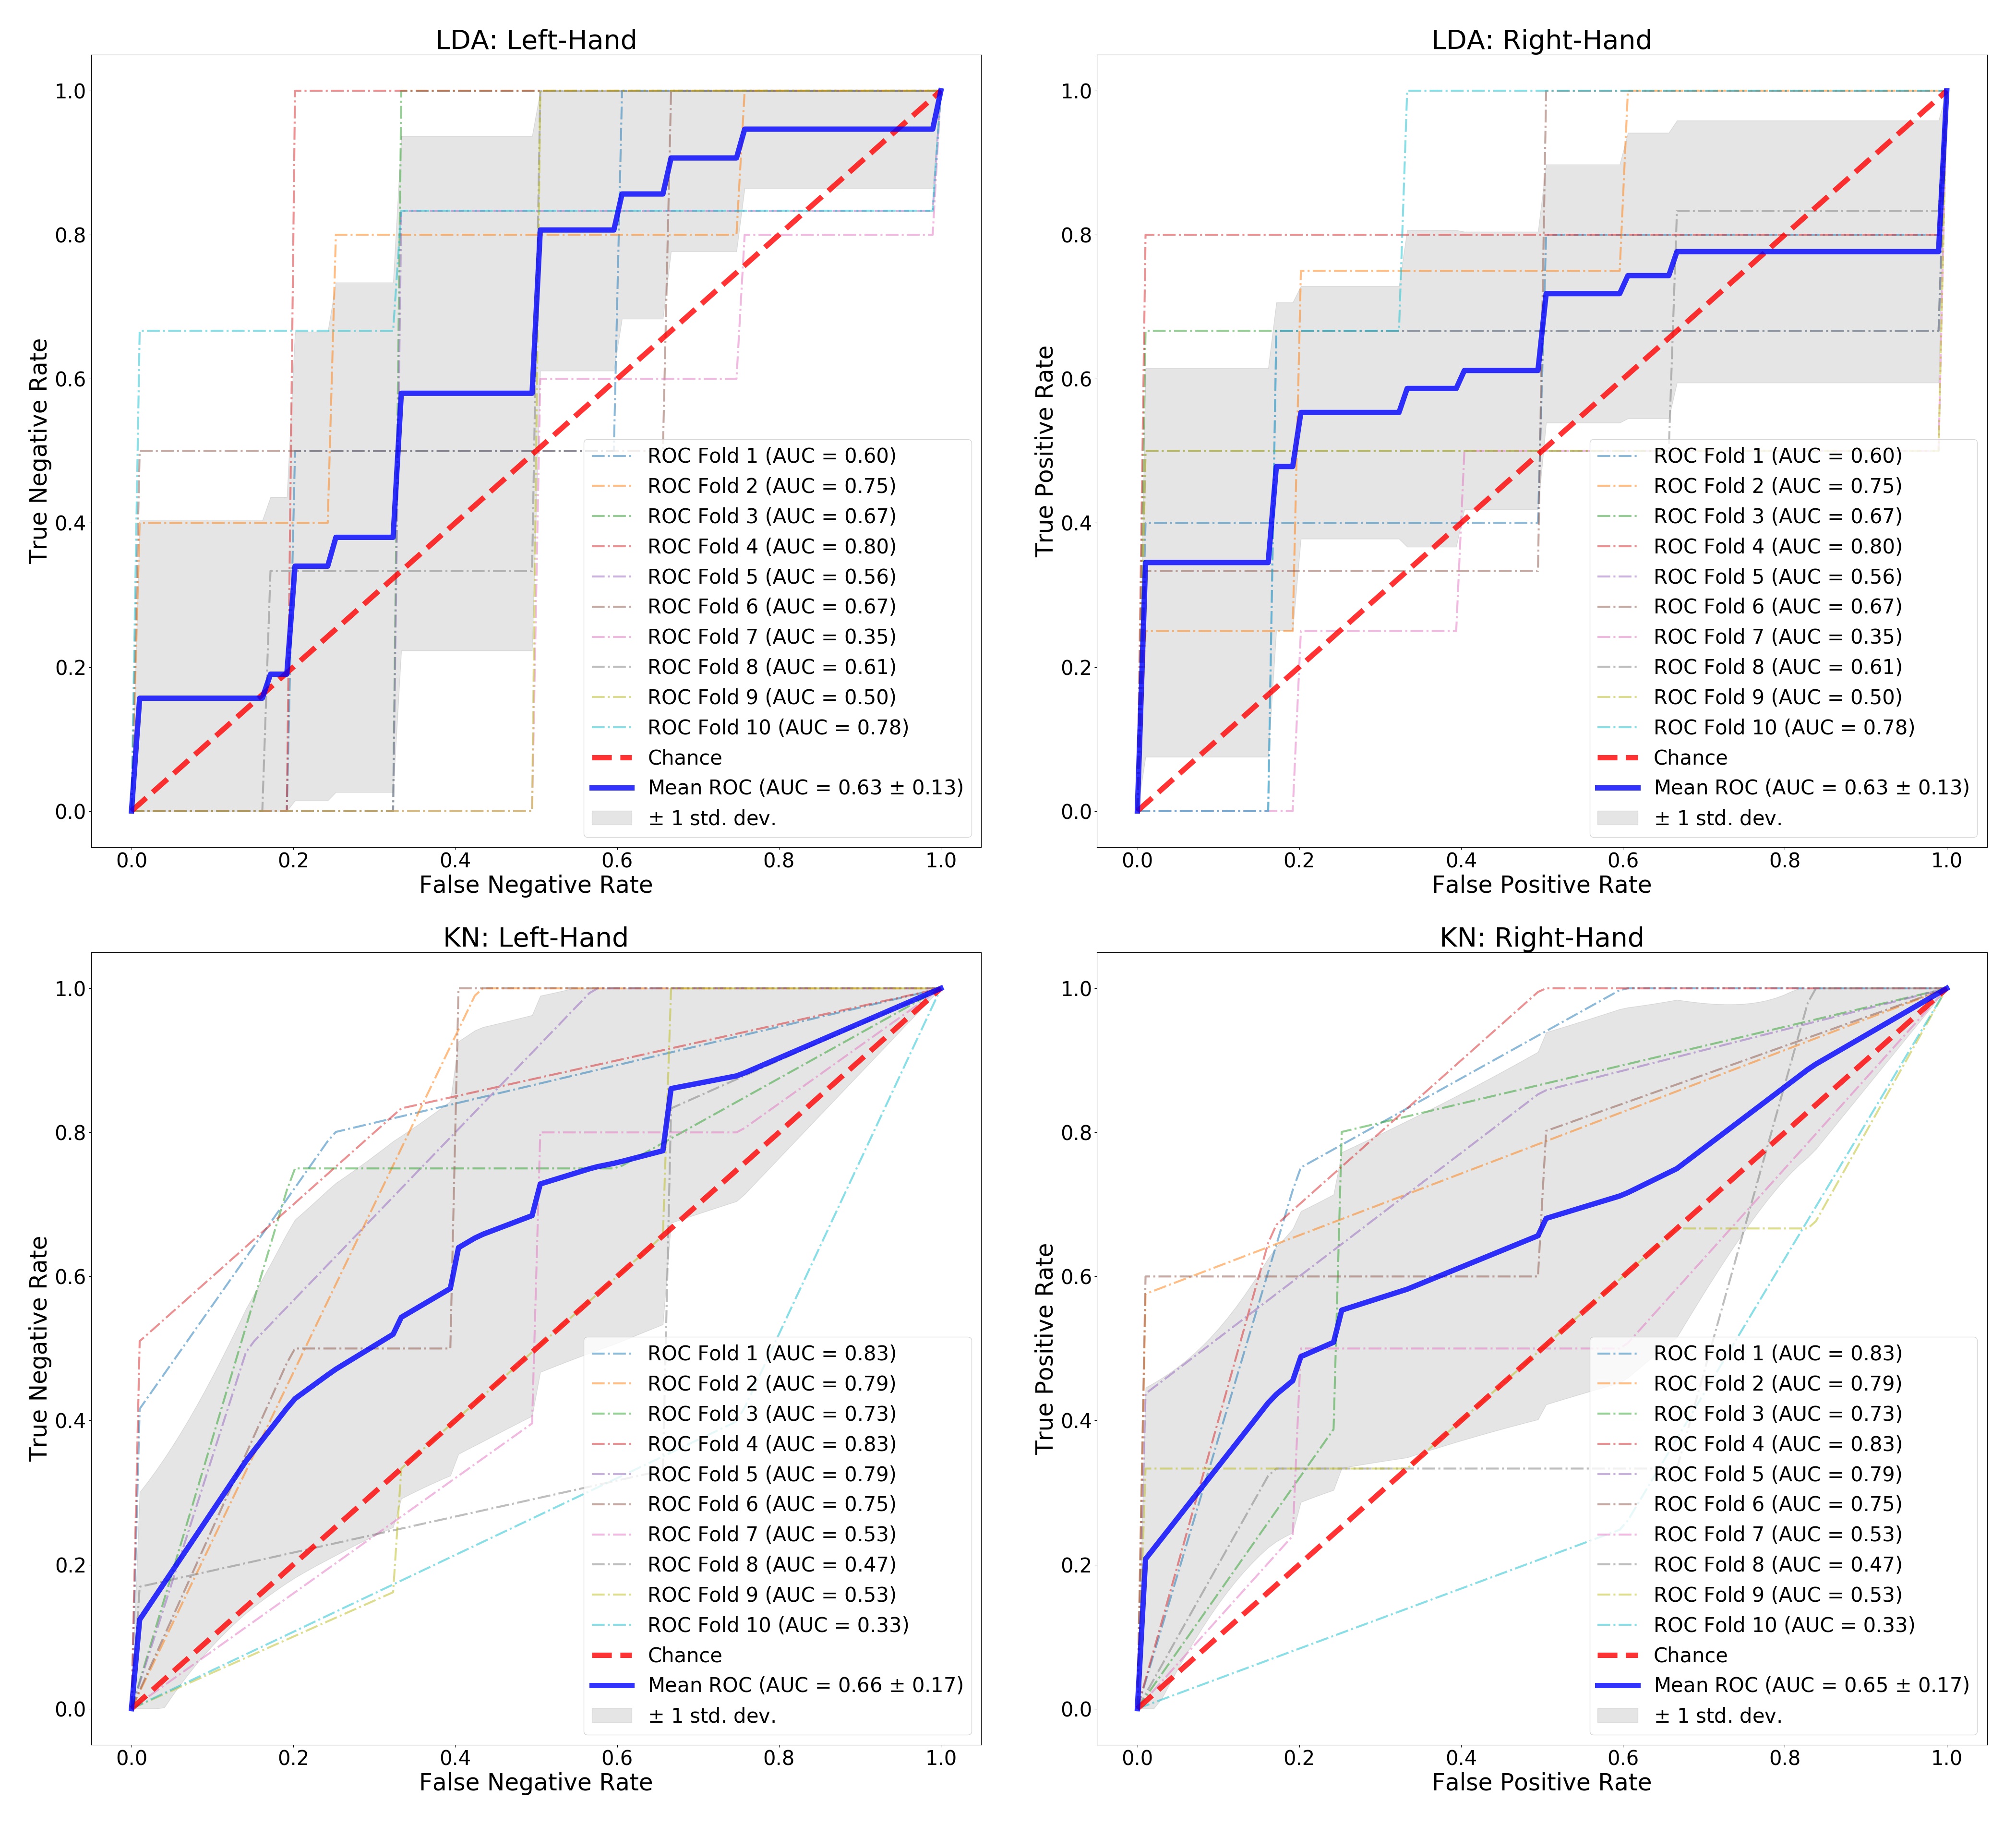 LDA: Left-Hand
True Negative Rate
1.0
0.8
0.6
0.4
0.2
0.0
0.0 0.2 0.4 0.6 0.8 1.0
False Negative Rate
ROC Fold 1 (AUC = 0.60)
ROC Fold 2 (AUC = 0.75)
ROC Fold 3 (AUC = 0.67)
ROC Fold 4 (AUC = 0.80)
ROC Fold 5 (AUC = 0.56)
ROC Fold 6 (AUC = 0.67)
ROC Fold 7 (AUC = 0.35)
ROC Fold 8 (AUC = 0.61)
ROC Fold 9 (AUC = 0.50)
ROC Fold 10 (AUC = 0.78)
Chance
Mean ROC (AUC = 0.63 ± 0.13)
± 1 std. dev.
LDA: Right-Hand
True Positive Rate
1.0
0.8
0.6
0.4
0.2
0.0
0.0 0.2 0.4 0.6 0.8 1.0
False Positive Rate
ROC Fold 1 (AUC = 0.60)
ROC Fold 2 (AUC = 0.75)
ROC Fold 3 (AUC = 0.67)
ROC Fold 4 (AUC = 0.80)
ROC Fold 5 (AUC = 0.56)
ROC Fold 6 (AUC = 0.67)
ROC Fold 7 (AUC = 0.35)
ROC Fold 8 (AUC = 0.61)
ROC Fold 9 (AUC = 0.50)
ROC Fold 10 (AUC = 0.78)
Chance
Mean ROC (AUC = 0.63 ± 0.13)
± 1 std. dev.
KN: Left-Hand
True Negative Rate
1.0
0.8
0.6
0.4
0.2
0.0
0.0 0.2 0.4 0.6 0.8 1.0
False Negative Rate
ROC Fold 1 (AUC = 0.83)
ROC Fold 2 (AUC = 0.79)
ROC Fold 3 (AUC = 0.73)
ROC Fold 4 (AUC = 0.83)
ROC Fold 5 (AUC = 0.79)
ROC Fold 6 (AUC = 0.75)
ROC Fold 7 (AUC = 0.53)
ROC Fold 8 (AUC = 0.47)
ROC Fold 9 (AUC = 0.53)
ROC Fold 10 (AUC = 0.33)
Chance
Mean ROC (AUC = 0.66 ± 0.17)
± 1 std. dev.
KN: Right-Hand
True Positive Rate
1.0
0.8
0.6
0.4
0.2
0.0
0.0 0.2 0.4 0.6 0.8 1.0
False Positive Rate
ROC Fold 1 (AUC = 0.83)
ROC Fold 2 (AUC = 0.79)
ROC Fold 3 (AUC = 0.73)
ROC Fold 4 (AUC = 0.83)
ROC Fold 5 (AUC = 0.79)
ROC Fold 6 (AUC = 0.75)
ROC Fold 7 (AUC = 0.53)
ROC Fold 8 (AUC = 0.47)
ROC Fold 9 (AUC = 0.53)
ROC Fold 10 (AUC = 0.33)
Chance
Mean ROC (AUC = 0.65 ± 0.17)
± 1 std. dev.